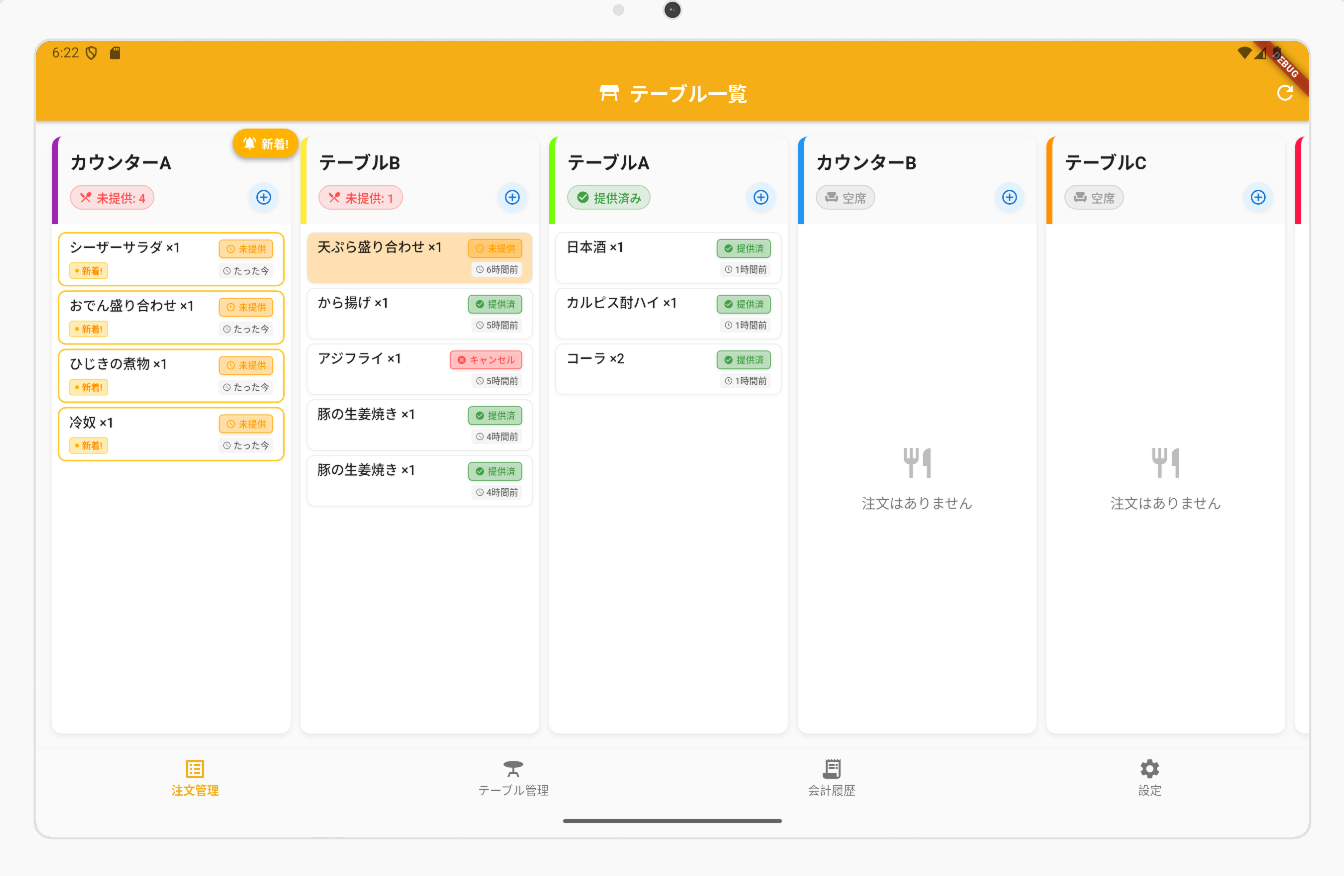 6:22
DEBUG
テーブル一覧
新着!
カウンターA
未提供: 4
シーザーサラダ ×1
未提供
新着!
たった今
おでん盛り合わせ ×1
未提供
新着!
たった今
ひじきの煮物 ×1
未提供
新着!
たった今
冷奴 ×1
未提供
新着!
たった今
テーブルB
未提供: 1
天ぷら盛り合わせ ×1
未提供
6時間前
から揚げ ×1
提供済
5時間前
アジフライ ×1
キャンセル
5時間前
豚の生姜焼き ×1
提供済
4時間前
豚の生姜焼き ×1
提供済
4時間前
テーブルA
提供済み
日本酒 ×1
提供済
1時間前
カルピス酎ハイ ×1
提供済
1時間前
コーラ ×2
提供済
1時間前
カウンターB
空席
注文はありません
テーブルC
空席
注文はありません
注文管理
テーブル管理
会計履歴
設定